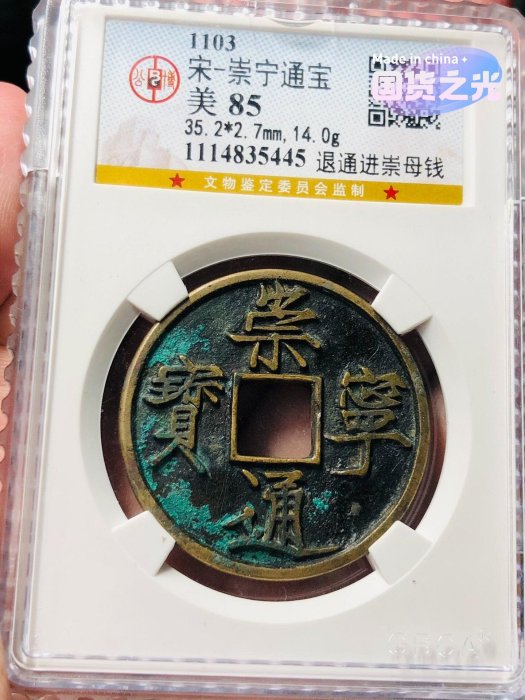 1103
宋-崇宁通宝
美 85
35.2*2.7mm,14.0g
1114835445 退通进崇母钱
★ 文物鉴定委员会监制 ★
公 博
Made in china +
国货之光
崇
寶 寧
通